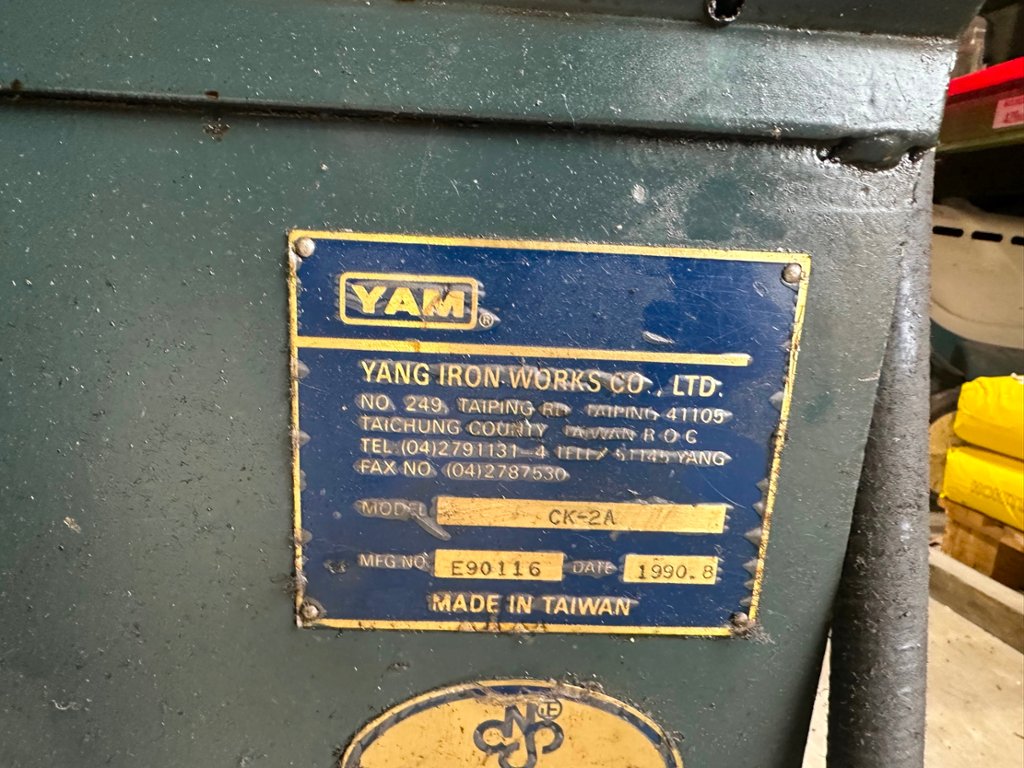 YAM ®
YANG IRON WORKS CO., LTD.
NO. 249, TAIPING RD. TAIPING 41105
TAICHUNG COUNTY TAIWAN R O C
TEL:(04)2791131-4 TELEX 51145 YANG
FAX NO. (04)2787530
MODEL CK-2A
MFG NO. E90116 DATE 1990.8
MADE IN TAIWAN